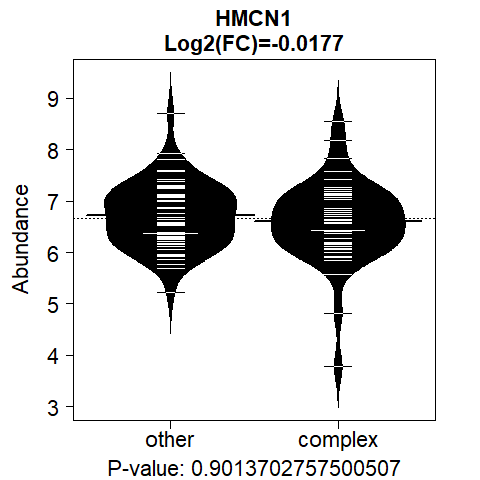 HMCN1
Log2(FC)=-0.0177
Abundance
9
8
7
6
5
4
3
other complex
P-value: 0.9013702757500507